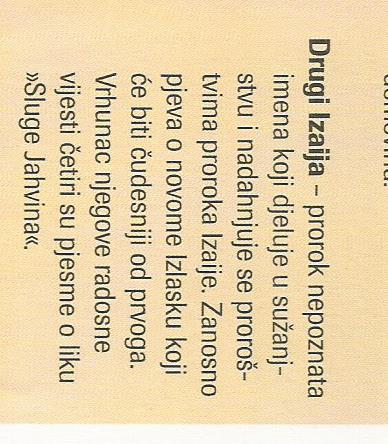 Drugi Izaija – prorok nepoznata
imena koji djeluje u sužanj-
stvu i nadahnjuje se proroš-
tvima proroka Izaije. Zanosno
pjeva o novome Izlasku koji
će biti čudesniji od prvoga.
Vrhunac njegove radosne
vijesti četiri su pjesme o liku
»Sluge Jahvina«.